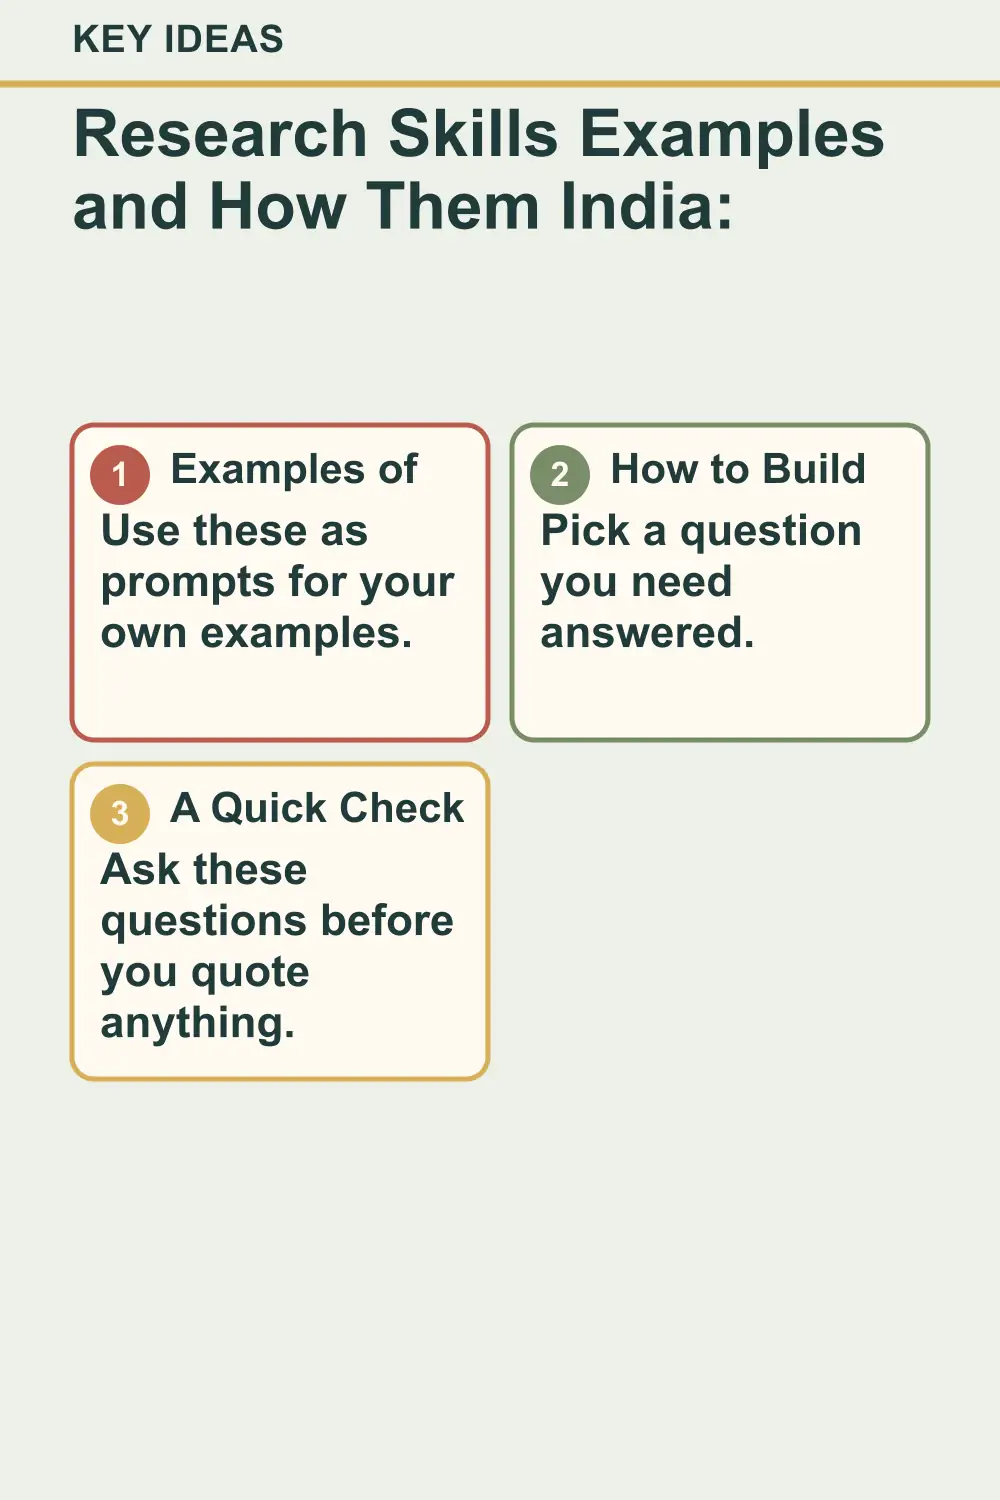 KEY IDEAS
Research Skills Examples
and How Them India:
1 Examples of
Use these as
prompts for your
own examples.
2 How to Build
Pick a question
you need
answered.
3 A Quick Check
Ask these
questions before
you quote
anything.